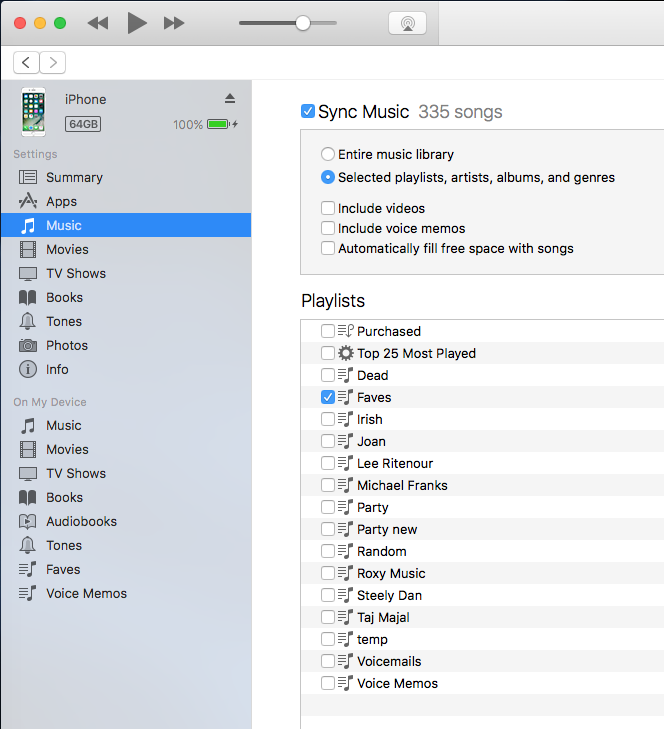 iPhone
64GB 100%
Settings
Summary
Apps
Music
Movies
TV Shows
Books
Tones
Photos
Info
On My Device
Music
Movies
TV Shows
Books
Audiobooks
Tones
Faves
Voice Memos
Sync Music 335 songs
Entire music library
Selected playlists, artists, albums, and genres
Include videos
Include voice memos
Automatically fill free space with songs
Playlists
Purchased
Top 25 Most Played
Dead
Faves
Irish
Joan
Lee Ritenour
Michael Franks
Party
Party new
Random
Roxy Music
Steely Dan
Taj Majal
temp
Voicemails
Voice Memos